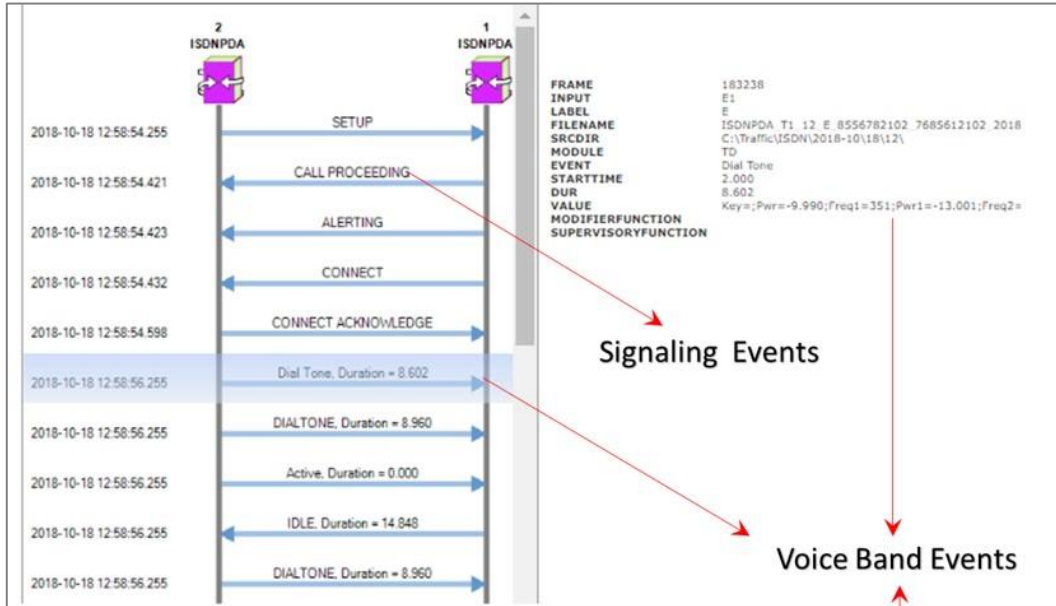 2
ISDNPDA
1
ISDNPDA
2018-10-18 12:58:54.255
SETUP
2018-10-18 12:58:54.421
CALL PROCEEDING
2018-10-18 12:58:54.423
ALERTING
2018-10-18 12:58:54.432
CONNECT
2018-10-18 12:58:54.598
CONNECT ACKNOWLEDGE
2018-10-18 12:58:56.255
Dial Tone, Duration = 8.602
2018-10-18 12:58:56.255
DIALTONE, Duration = 8.960
2018-10-18 12:58:56.255
Active, Duration = 0.000
2018-10-18 12:58:56.255
IDLE, Duration = 14.848
2018-10-18 12:58:56.255
DIALTONE, Duration = 8.960
FRAME 183238
INPUT E1
LABEL E
FILENAME ISDNPDA_T1_12_E_8556782102_7685612102_2018
SRCDIR C:\Traffic\ISDN\2018-10\18\12\
MODULE TD
EVENT Dial Tone
STARTTIME 2.000
DUR 8.602
VALUE Key=;Pwr=-9.990;Freq1=351;Pwr1=-13.001;Freq2=
MODIFIERFUNCTION
SUPERVISORYFUNCTION
Signaling Events
Voice Band Events